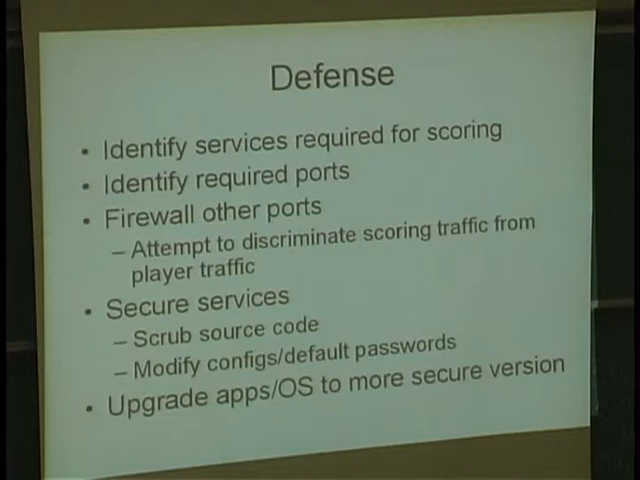 Defense
• Identify services required for scoring
• Identify required ports
• Firewall other ports
– Attempt to discriminate scoring traffic from
player traffic
• Secure services
– Scrub source code
– Modify configs/default passwords
• Upgrade apps/OS to more secure version